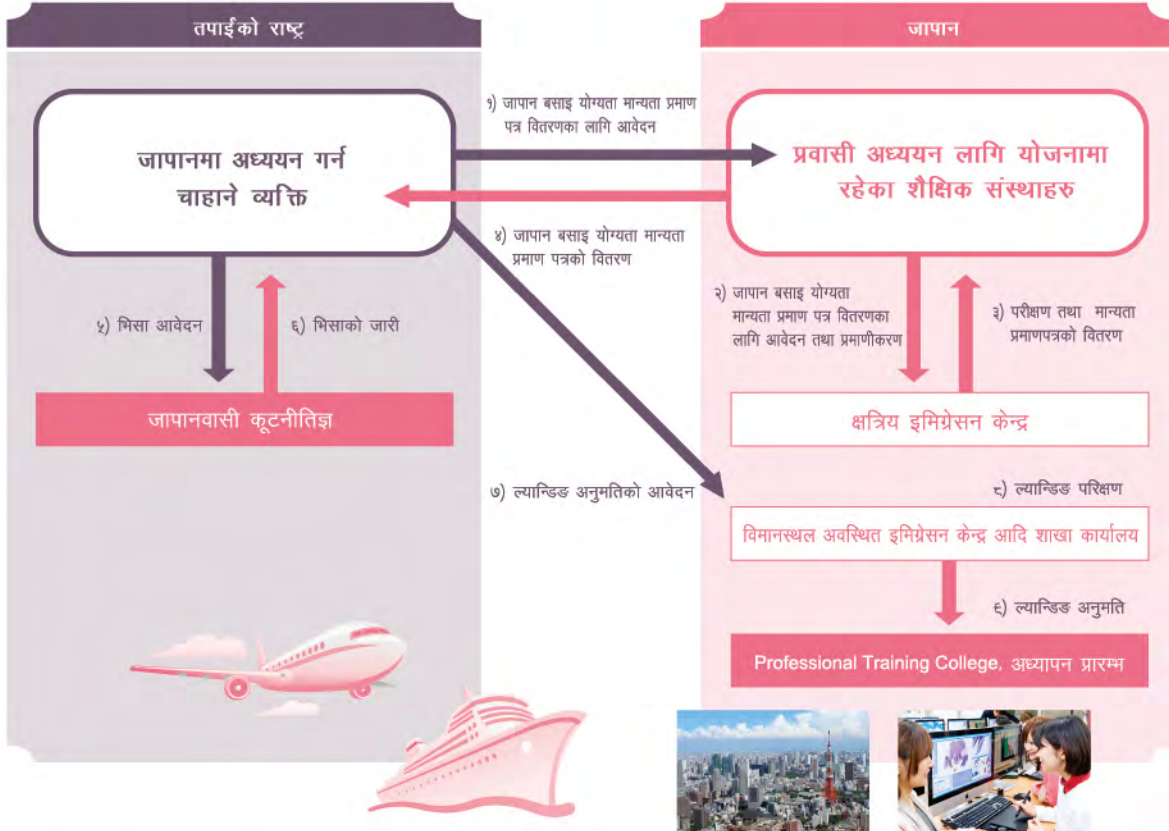 तपाईंको राष्ट्र
जापान
१) जापान बसाइ योग्यता मान्यता प्रमाण
पत्र वितरणका लागि आवेदन
जापानमा अध्ययन गर्न
चाहाने व्यक्ति
प्रवासी अध्ययन लागि योजनामा
रहेका शैक्षिक संस्थाहरु
४) जापान बसाइ योग्यता मान्यता
प्रमाण पत्रको वितरण
५) भिसा आवेदन
६) भिसाको जारी
२) जापान बसाइ योग्यता
मान्यता प्रमाण पत्र वितरणका
लागि आवेदन तथा प्रमाणीकरण
३) परीक्षण तथा मान्यता
प्रमाणपत्रको वितरण
जापानवासी कूटनीतिज्ञ
क्षत्रिय इमिग्रेसन केन्द्र
७) ल्यान्डिङ अनुमतिको आवेदन
८) ल्यान्डिङ परिक्षण
विमानस्थल अवस्थित इमिग्रेसन केन्द्र आदि शाखा कार्यालय
९) ल्यान्डिङ अनुमति
Professional Training College, अध्यापन प्रारम्भ